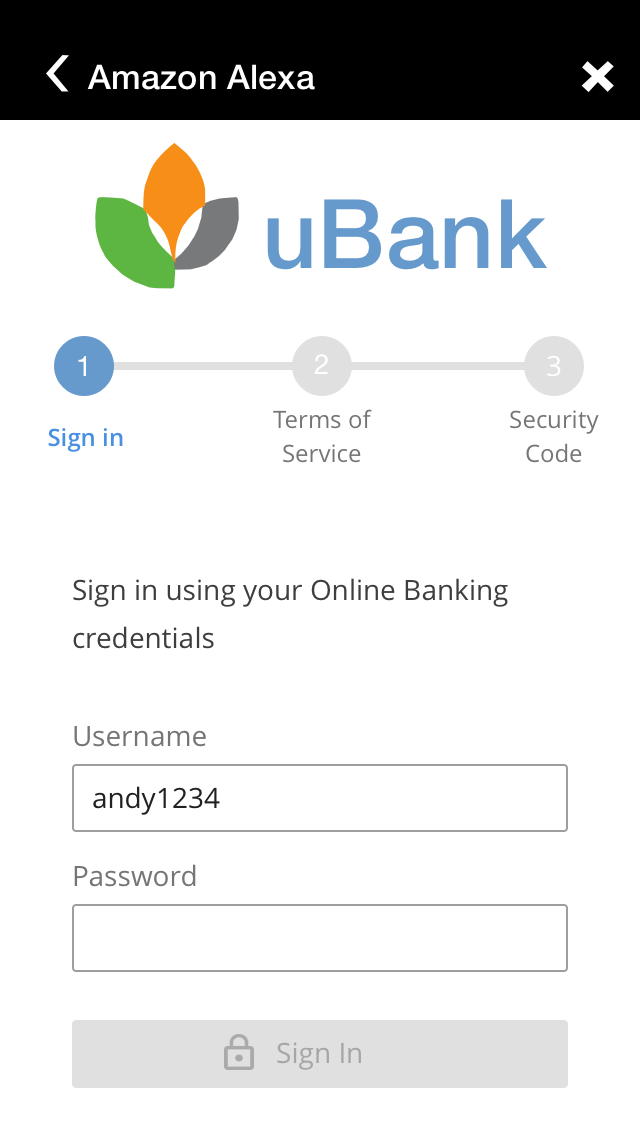 Amazon Alexa
uBank
1
2
3
Sign in
Terms of
Service
Security
Code
Sign in using your Online Banking
credentials
Username
andy1234
Password
Sign In